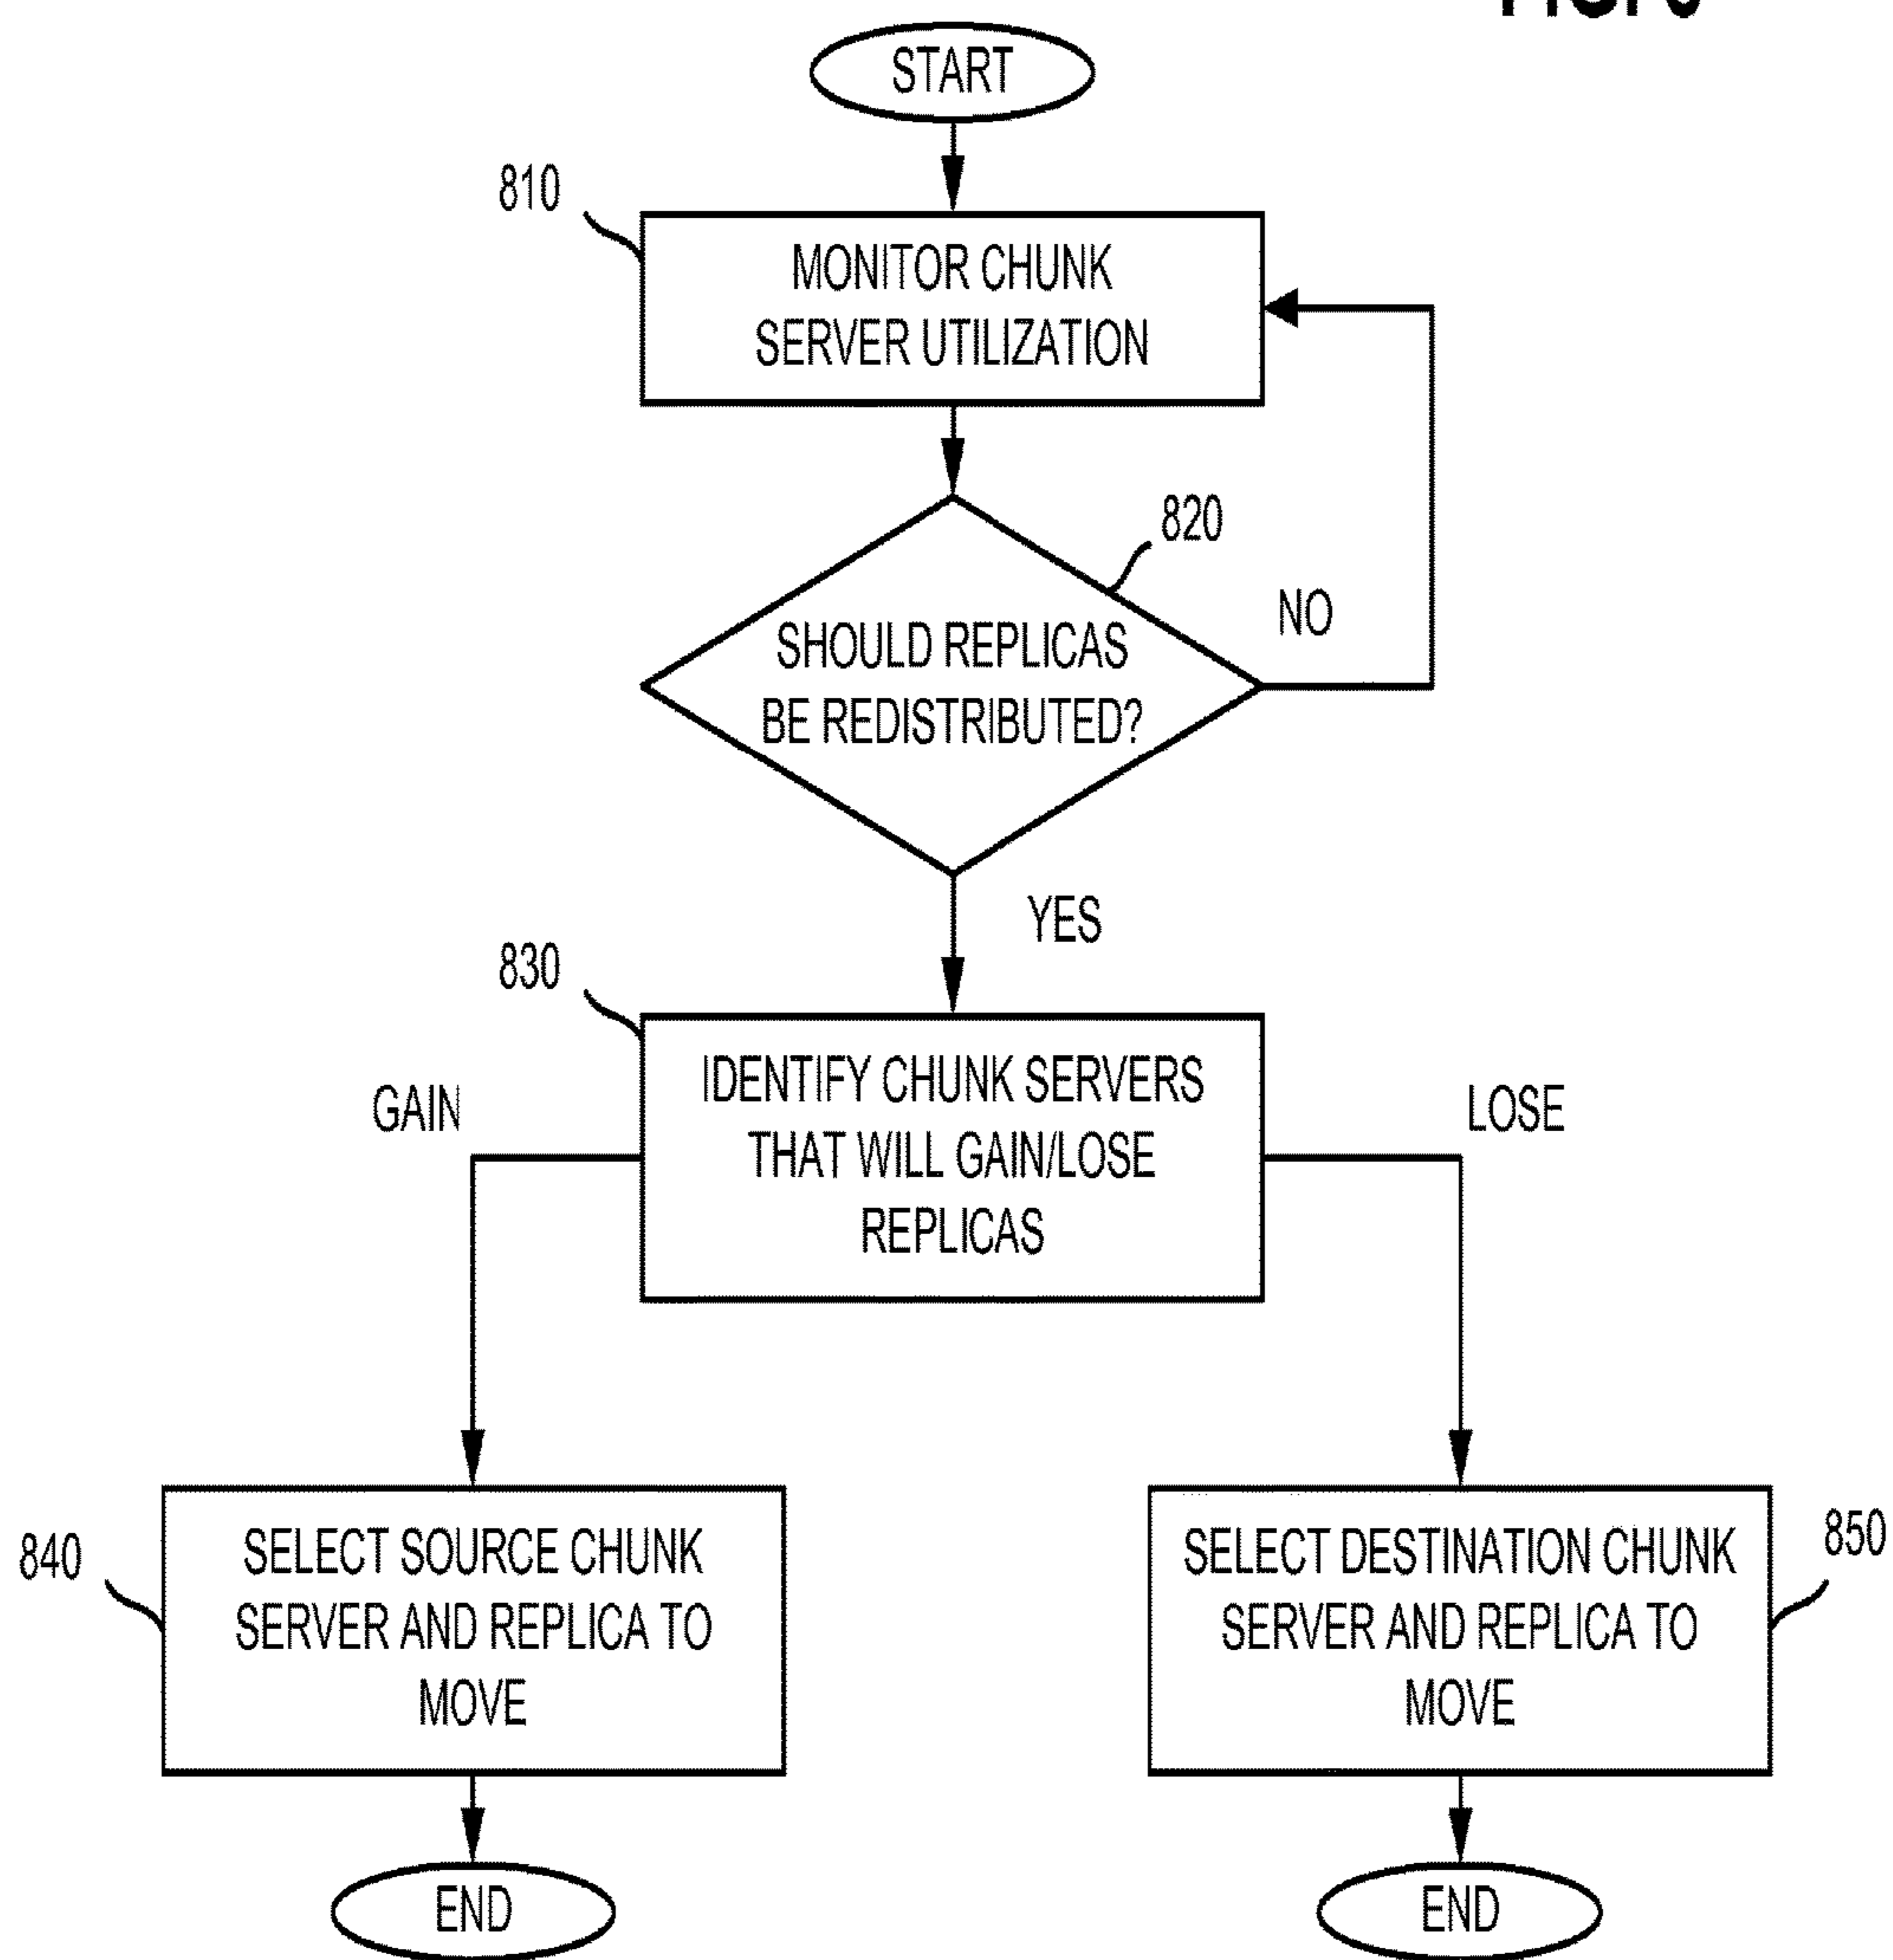 START
810
MONITOR CHUNK
SERVER UTILIZATION
820
SHOULD REPLICAS
BE REDISTRIBUTED?
NO
YES
830
IDENTIFY CHUNK SERVERS
THAT WILL GAIN/LOSE
REPLICAS
GAIN
LOSE
840
SELECT SOURCE CHUNK
SERVER AND REPLICA TO
MOVE
SELECT DESTINATION CHUNK
SERVER AND REPLICA TO
MOVE
850
END
END